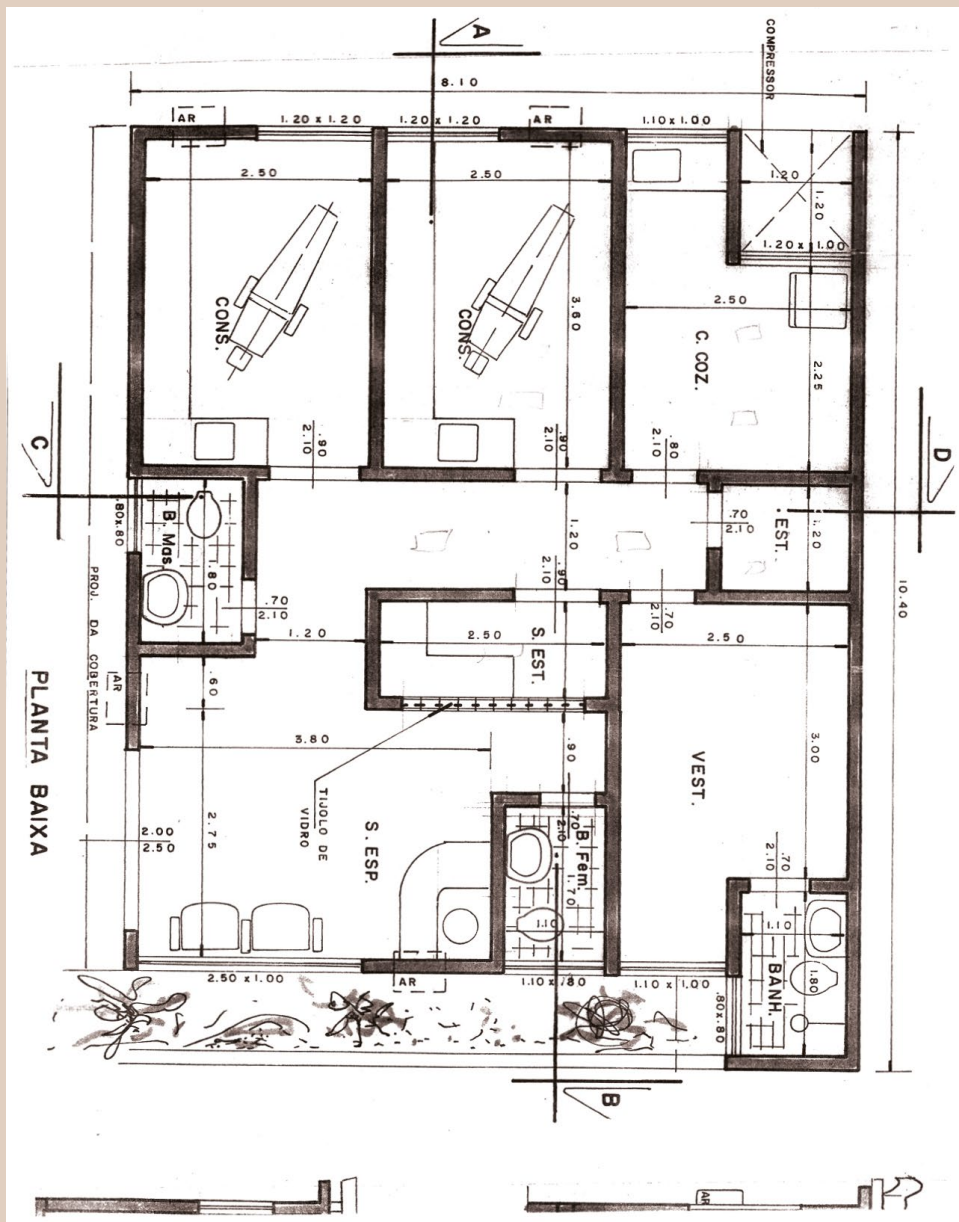 A
COMPRESSOR
8.10
AR
1.20 x 1.20
1.20 x 1.20
AR
1.10 x 1.00
2.50
2.50
1.20
1.20
1.20 x 1.00
2.50
3.60
CONS.
CONS.
C. COZ.
2.25
C
D
.90
2.10
.90
2.10
.80
2.10
.80x.80
B. Mas.
1.80
1.20
.70
2.10
EST.
1.20
10.40
PROJ. DA COBERTURA
.70
2.10
.90
2.10
.70
2.10
1.20
2.50
S. EST.
2.50
AR
.60
PLANTA BAIXA
3.80
.90
3.00
VEST.
TIJOLO DE
VIDRO
2.00
2.50
2.75
S. ESP.
.70
2.10
B. Fem.
1.70
1.10
.70
2.10
1.10
BANH.
1.80
2.50 x 1.00
AR
1.10 x .80
1.10 x 1.00
.80x.80
B
AR